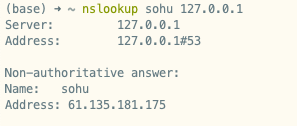 (base) ➜ ~ nslookup sohu 127.0.0.1
Server: 127.0.0.1
Address: 127.0.0.1#53
Non-authoritative answer:
Name: sohu
Address: 61.135.181.175